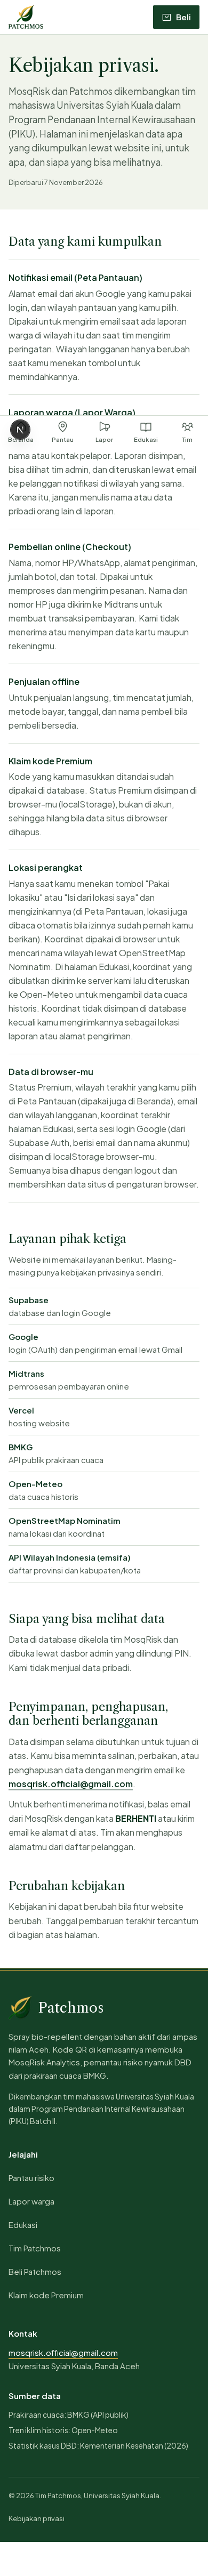 PATCHMOS
Beli
Kebijakan privasi.
MosqRisk dan Patchmos dikembangkan tim
mahasiswa Universitas Syiah Kuala dalam
Program Pendanaan Internal Kewirausahaan
(PIKU). Halaman ini menjelaskan data apa
yang dikumpulkan lewat website ini, untuk
apa, dan siapa yang bisa melihatnya.
Diperbarui 7 November 2026
Data yang kami kumpulkan
Notifikasi email (Peta Pantauan)
Alamat email dari akun Google yang kamu pakai
login, dan wilayah pantauan yang kamu pilih.
Dipakai untuk mengirim email saat ada laporan
warga di wilayah itu dan saat tim mengirim
peringatan. Wilayah langganan hanya berubah
saat kamu menekan tombol untuk
memindahkannya.
Laporan warga (Lapor Warga)
N
Beranda
Pantau
Lapor
Edukasi
Tim
nama atau kontak pelapor. Laporan disimpan,
bisa dilihat tim admin, dan diteruskan lewat email
ke pelanggan notifikasi di wilayah yang sama.
Karena itu, jangan menulis nama atau data
pribadi orang lain di laporan.
Pembelian online (Checkout)
Nama, nomor HP/WhatsApp, alamat pengiriman,
jumlah botol, dan total. Dipakai untuk
memproses dan mengirim pesanan. Nama dan
nomor HP juga dikirim ke Midtrans untuk
membuat transaksi pembayaran. Kami tidak
menerima atau menyimpan data kartu maupun
rekeningmu.
Penjualan offline
Untuk penjualan langsung, tim mencatat jumlah,
metode bayar, tanggal, dan nama pembeli bila
pembeli bersedia.
Klaim kode Premium
Kode yang kamu masukkan ditandai sudah
dipakai di database. Status Premium disimpan di
browser-mu (localStorage), bukan di akun,
sehingga hilang bila data situs di browser
dihapus.
Lokasi perangkat
Hanya saat kamu menekan tombol "Pakai
lokasiku" atau "Isi dari lokasi saya" dan
mengizinkannya (di Peta Pantauan, lokasi juga
dibaca otomatis bila izinnya sudah pernah kamu
berikan). Koordinat dipakai di browser untuk
mencari nama wilayah lewat OpenStreetMap
Nominatim. Di halaman Edukasi, koordinat yang
dibulatkan dikirim ke server kami lalu diteruskan
ke Open-Meteo untuk mengambil data cuaca
historis. Koordinat tidak disimpan di database
kecuali kamu mengirimkannya sebagai lokasi
laporan atau alamat pengiriman.
Data di browser-mu
Status Premium, wilayah terakhir yang kamu pilih
di Peta Pantauan (dipakai juga di Beranda), email
dan wilayah langganan, koordinat terakhir
halaman Edukasi, serta sesi login Google (dari
Supabase Auth, berisi email dan nama akunmu)
disimpan di localStorage browser-mu.
Semuanya bisa dihapus dengan logout dan
membersihkan data situs di pengaturan browser.
Layanan pihak ketiga
Website ini memakai layanan berikut. Masing-
masing punya kebijakan privasinya sendiri.
Supabase
database dan login Google
Google
login (OAuth) dan pengiriman email lewat Gmail
Midtrans
pemrosesan pembayaran online
Vercel
hosting website
BMKG
API publik prakiraan cuaca
Open-Meteo
data cuaca historis
OpenStreetMap Nominatim
nama lokasi dari koordinat
API Wilayah Indonesia (emsifa)
daftar provinsi dan kabupaten/kota
Siapa yang bisa melihat data
Data di database dikelola tim MosqRisk dan
dibuka lewat dasbor admin yang dilindungi PIN.
Kami tidak menjual data pribadi.
Penyimpanan, penghapusan,
dan berhenti berlangganan
Data disimpan selama dibutuhkan untuk tujuan di
atas. Kamu bisa meminta salinan, perbaikan, atau
penghapusan data dengan mengirim email ke
mosqrisk.official@gmail.com.
Untuk berhenti menerima notifikasi, balas email
dari MosqRisk dengan kata BERHENTI atau kirim
email ke alamat di atas. Tim akan menghapus
alamatmu dari daftar pelanggan.
Perubahan kebijakan
Kebijakan ini dapat berubah bila fitur website
berubah. Tanggal pembaruan terakhir tercantum
di bagian atas halaman.
Patchmos
Spray bio-repellent dengan bahan aktif dari ampas
nilam Aceh. Kode QR di kemasannya membuka
MosqRisk Analytics, pemantau risiko nyamuk DBD
dari prakiraan cuaca BMKG.
Dikembangkan tim mahasiswa Universitas Syiah Kuala
dalam Program Pendanaan Internal Kewirausahaan
(PIKU) Batch II.
Jelajahi
Pantau risiko
Lapor warga
Edukasi
Tim Patchmos
Beli Patchmos
Klaim kode Premium
Kontak
mosqrisk.official@gmail.com
Universitas Syiah Kuala, Banda Aceh
Sumber data
Prakiraan cuaca: BMKG (API publik)
Tren iklim historis: Open-Meteo
Statistik kasus DBD: Kementerian Kesehatan (2026)
© 2026 Tim Patchmos, Universitas Syiah Kuala.
Kebijakan privasi